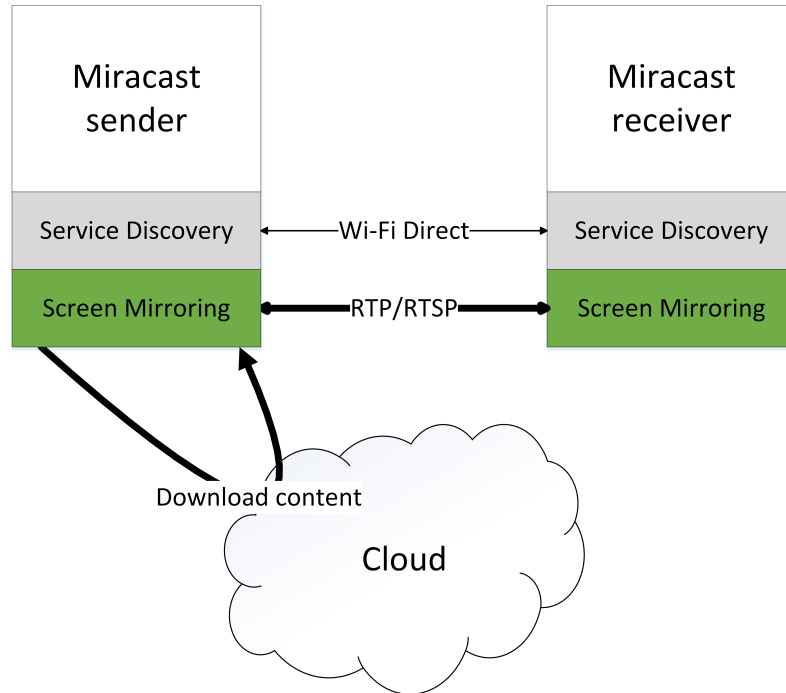 Miracast
sender
Miracast
receiver
Service Discovery
Wi-Fi Direct
Service Discovery
Screen Mirroring
RTP/RTSP
Screen Mirroring
Download content
Cloud